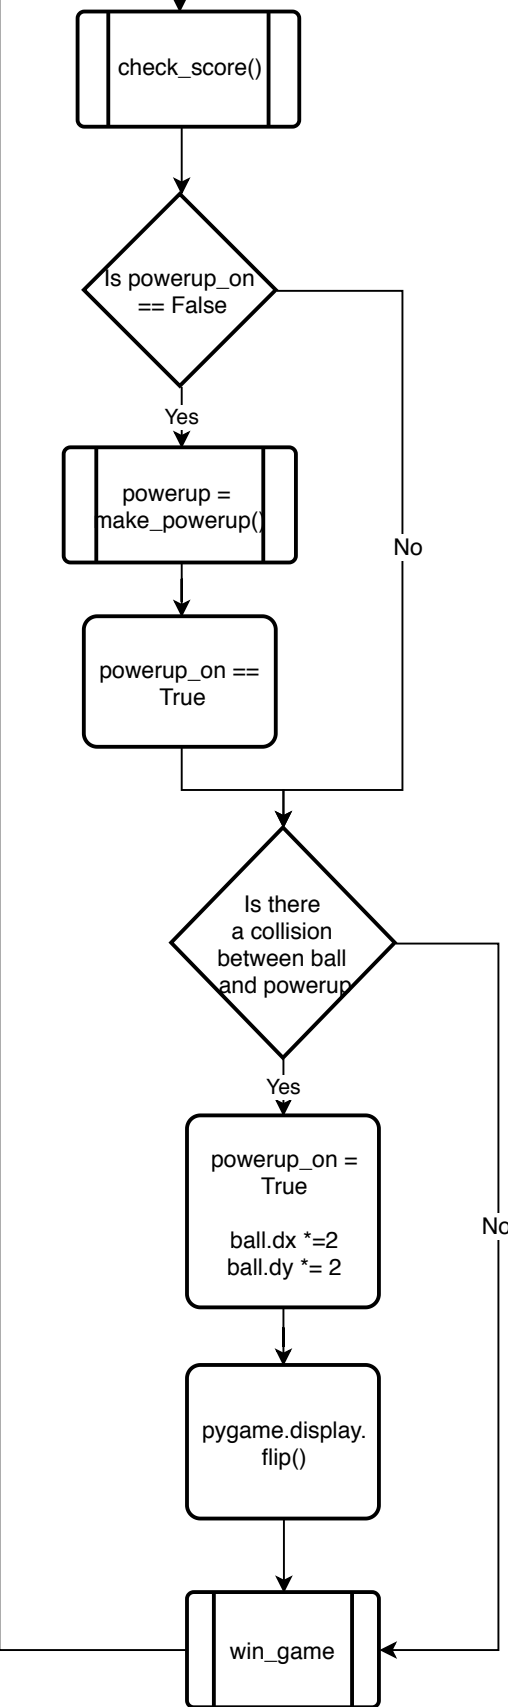 check_score()
Is powerup_on
== False
Yes
powerup =
make_powerup()
No
powerup_on ==
True
Is there
a collision
between ball
and powerup
Yes
powerup_on =
True
ball.dx *=2
ball.dy *= 2
No
pygame.display.
flip()
win_game